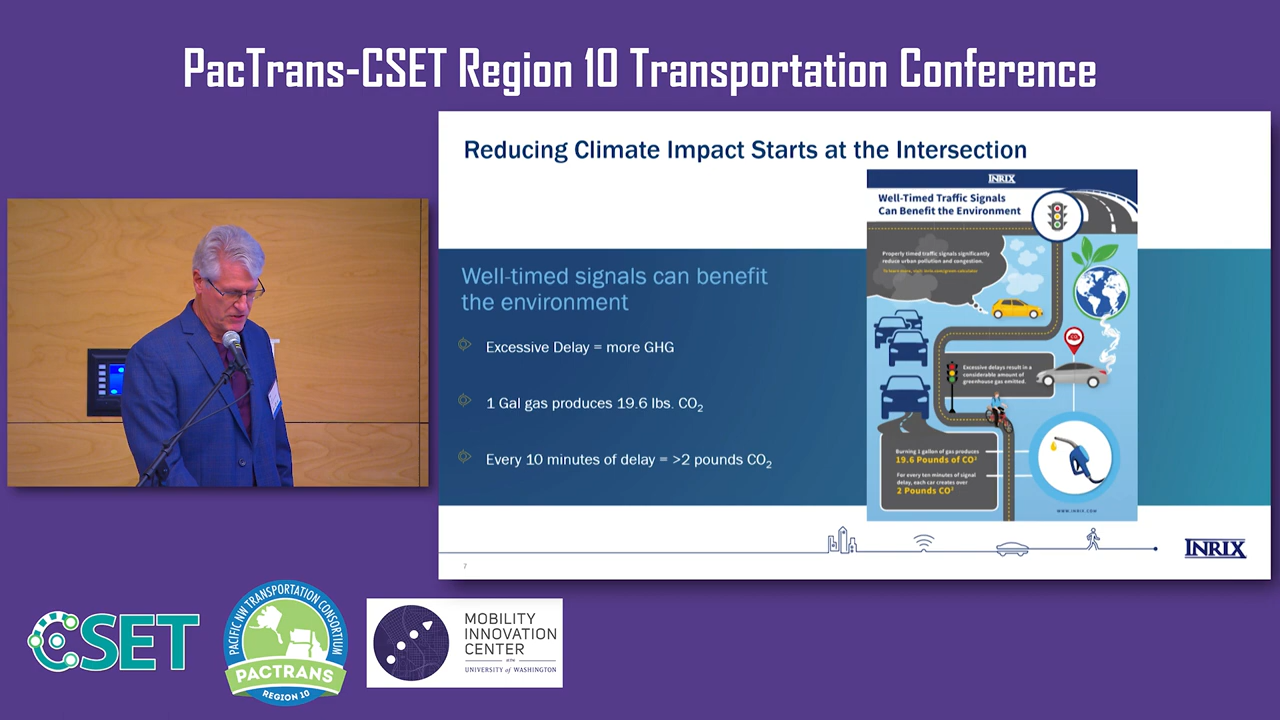 PacTrans-CSET Region 10 Transportation Conference
Reducing Climate Impact Starts at the Intersection
INRIX
Well-Timed Traffic Signals
Can Benefit the Environment
Properly timed traffic signals significantly
reduce urban pollution and congestion.
Well-timed signals can benefit
the environment
Excessive Delay = more GHG
1 Gal gas produces 19.6 lbs. CO₂
Every 10 minutes of delay = >2 pounds CO₂
Excessive delays result in a
considerable amount of
greenhouse gas emitted.
Burning 1 gallon of gas produces
19.6 Pounds of CO²
For every ten minutes of signal
delay, each car creates over
2 Pounds CO²
WWW.INRIX.COM
INRIX
7
CSET
PACIFIC NW TRANSPORTATION CONSORTIUM
PACTRANS
REGION 10
MOBILITY
INNOVATION
CENTER
UNIVERSITY of WASHINGTON